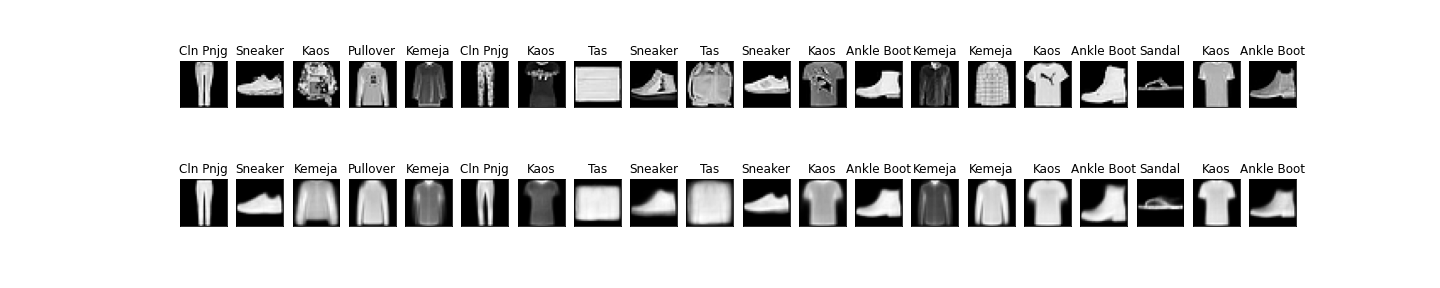 Cln Pnjg Sneaker Kaos Pullover Kemeja Cln Pnjg Kaos Tas Sneaker Tas Sneaker Kaos Ankle Boot Kemeja Kemeja Kaos Ankle Boot Sandal Kaos Ankle Boot
Cln Pnjg Sneaker Kemeja Pullover Kemeja Cln Pnjg Kaos Tas Sneaker Tas Sneaker Kaos Ankle Boot Kemeja Kemeja Kaos Ankle Boot Sandal Kaos Ankle Boot